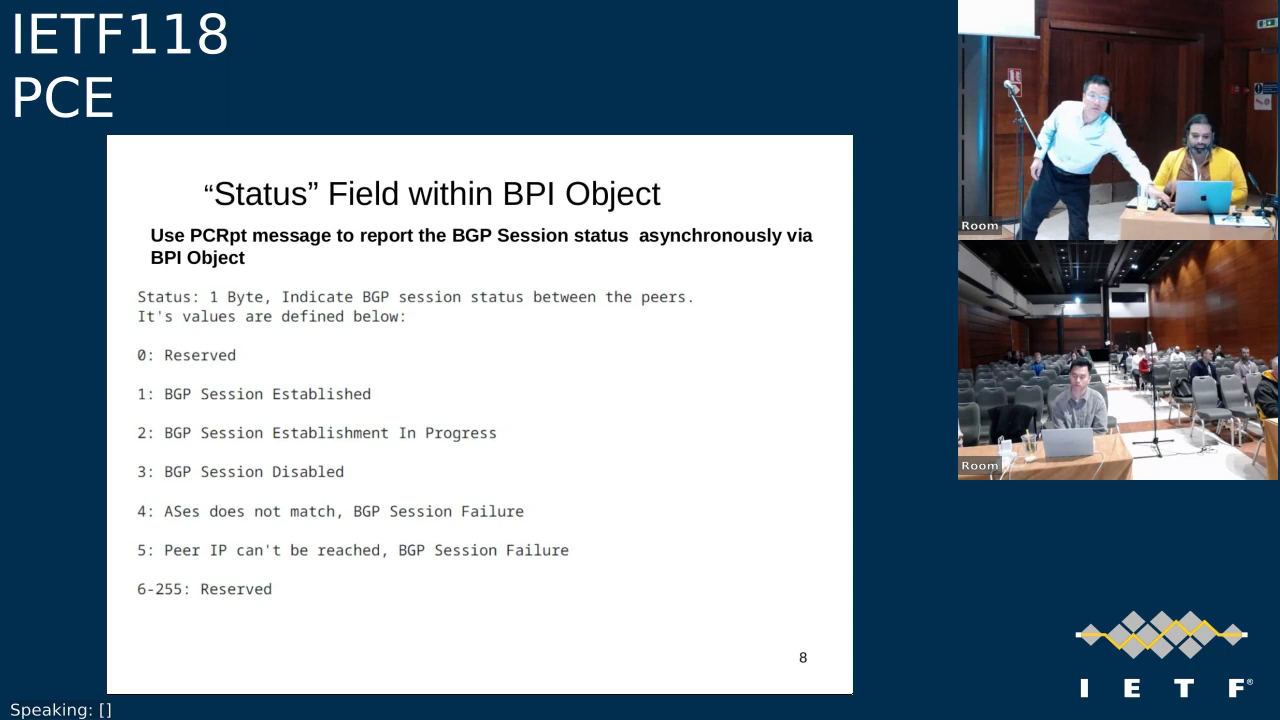 IETF118
PCE
“Status” Field within BPI Object
Use PCRpt message to report the BGP Session status  asynchronously via
BPI Object
Status: 1 Byte, Indicate BGP session status between the peers.
It's values are defined below:
0: Reserved
1: BGP Session Established
2: BGP Session Establishment In Progress
3: BGP Session Disabled
4: ASes does not match, BGP Session Failure
5: Peer IP can't be reached, BGP Session Failure
6-255: Reserved
8
Room
Room
I E T F®
Speaking: []